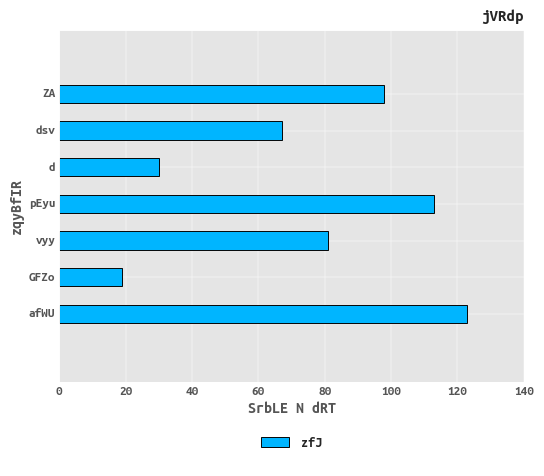 jVRdp
zqyBfIR
ZA
dsv
d
pEyu
vyy
GFZo
afWU
0 20 40 60 80 100 120 140
SrbLE N dRT
zfJ